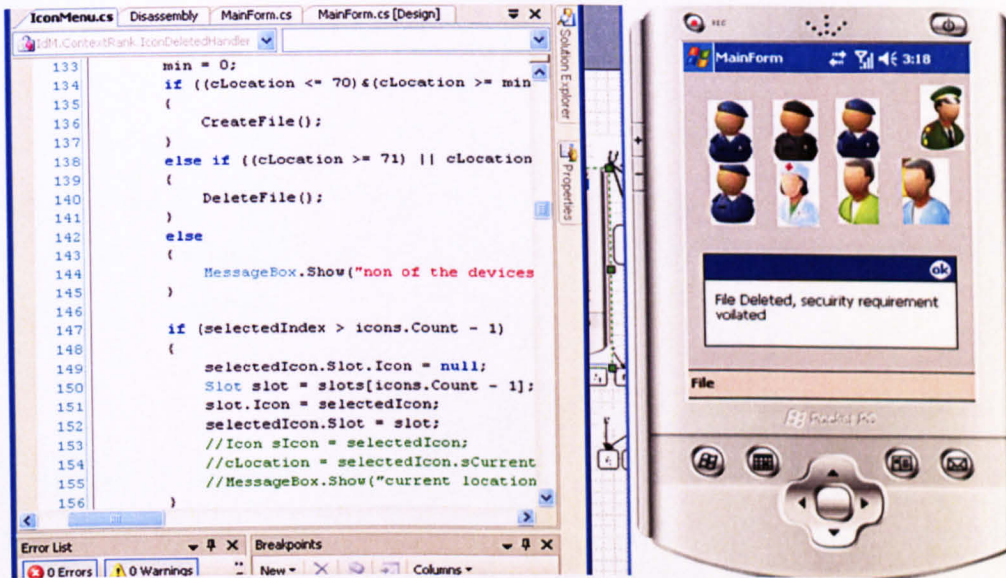 IconMenu.cs Disassembly MainForm.cs MainForm.cs [Design]
IdM.ContextRank.IconDeletedHandler
133 min = 0;
134 if ((cLocation <= 70)&(cLocation >= min
135 {
136 CreateFile();
137 }
138 else if ((cLocation >= 71) || cLocation
139 {
140 DeleteFile();
141 }
142 else
143 {
144 MessageBox.Show("non of the devices
145 }
146
147 if (selectedIndex > icons.Count - 1)
148 {
149 selectedIcon.Slot.Icon = null;
150 Slot slot = slots[icons.Count - 1];
151 slot.Icon = selectedIcon;
152 selectedIcon.Slot = slot;
153 //Icon sIcon = selectedIcon;
154 //cLocation = selectedIcon.sCurrent
155 //MessageBox.Show("current location
156 }
Error List
0 Errors 0 Warnings
Breakpoints
New Columns
Solution Explorer
Properties
REC
MainForm 3:18
ok
File Deleted, secuirity requirement
voilated
File
Pocket PC